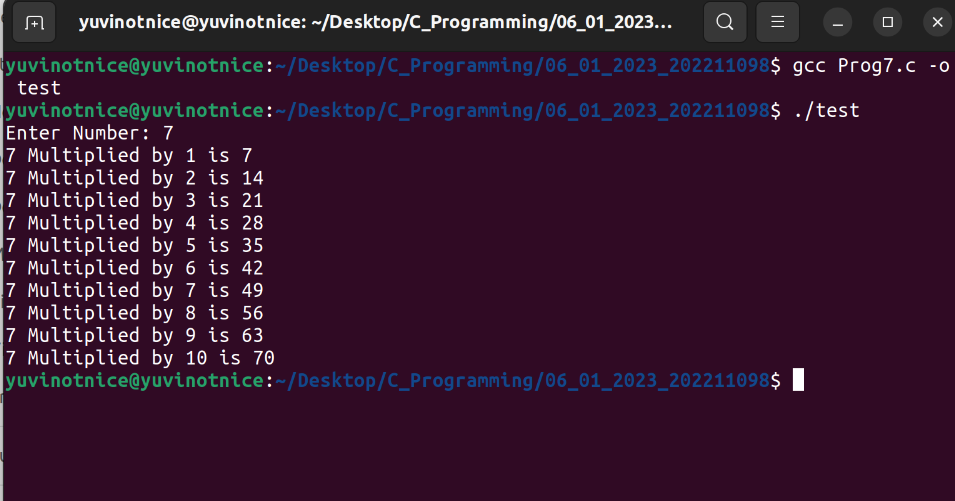 yuvinotnice@yuvinotnice: ~/Desktop/C_Programming/06_01_2023...
yuvinotnice@yuvinotnice:~/Desktop/C_Programming/06_01_2023_202211098$ gcc Prog7.c -o
test
yuvinotnice@yuvinotnice:~/Desktop/C_Programming/06_01_2023_202211098$ ./test
Enter Number: 7
7 Multiplied by 1 is 7
7 Multiplied by 2 is 14
7 Multiplied by 3 is 21
7 Multiplied by 4 is 28
7 Multiplied by 5 is 35
7 Multiplied by 6 is 42
7 Multiplied by 7 is 49
7 Multiplied by 8 is 56
7 Multiplied by 9 is 63
7 Multiplied by 10 is 70
yuvinotnice@yuvinotnice:~/Desktop/C_Programming/06_01_2023_202211098$